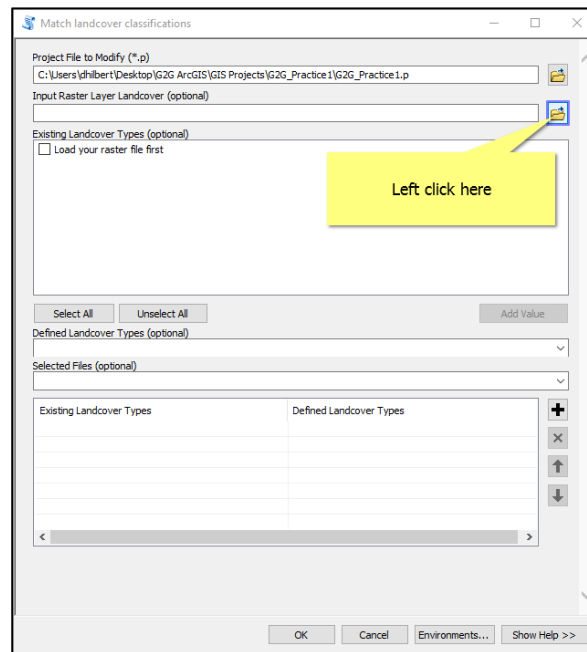 Match landcover classifications
Project File to Modify (*.p)
C:\Users\dhilbert\Desktop\G2G ArcGIS\GIS Projects\G2G_Practice1\G2G_Practice1.p
Input Raster Layer Landcover (optional)
Existing Landcover Types (optional)
Load your raster file first
Left click here
Select All
Unselect All
Add Value
Defined Landcover Types (optional)
Selected Files (optional)
Existing Landcover Types
Defined Landcover Types
OK
Cancel
Environments...
Show Help >>